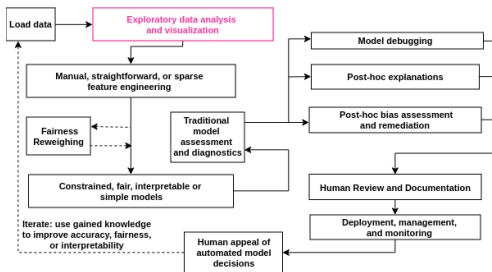 Load data
Exploratory data analysis
and visualization
Manual, straightforward, or sparse
feature engineering
Fairness
Reweighing
Constrained, fair, interpretable or
simple models
Traditional
model
assessment
and diagnostics
Model debugging
Post-hoc explanations
Post-hoc bias assessment
and remediation
Human Review and Documentation
Deployment, management,
and monitoring
Human appeal of
automated model
decisions
Iterate: use gained knowledge
to improve accuracy, fairness,
or interpretability